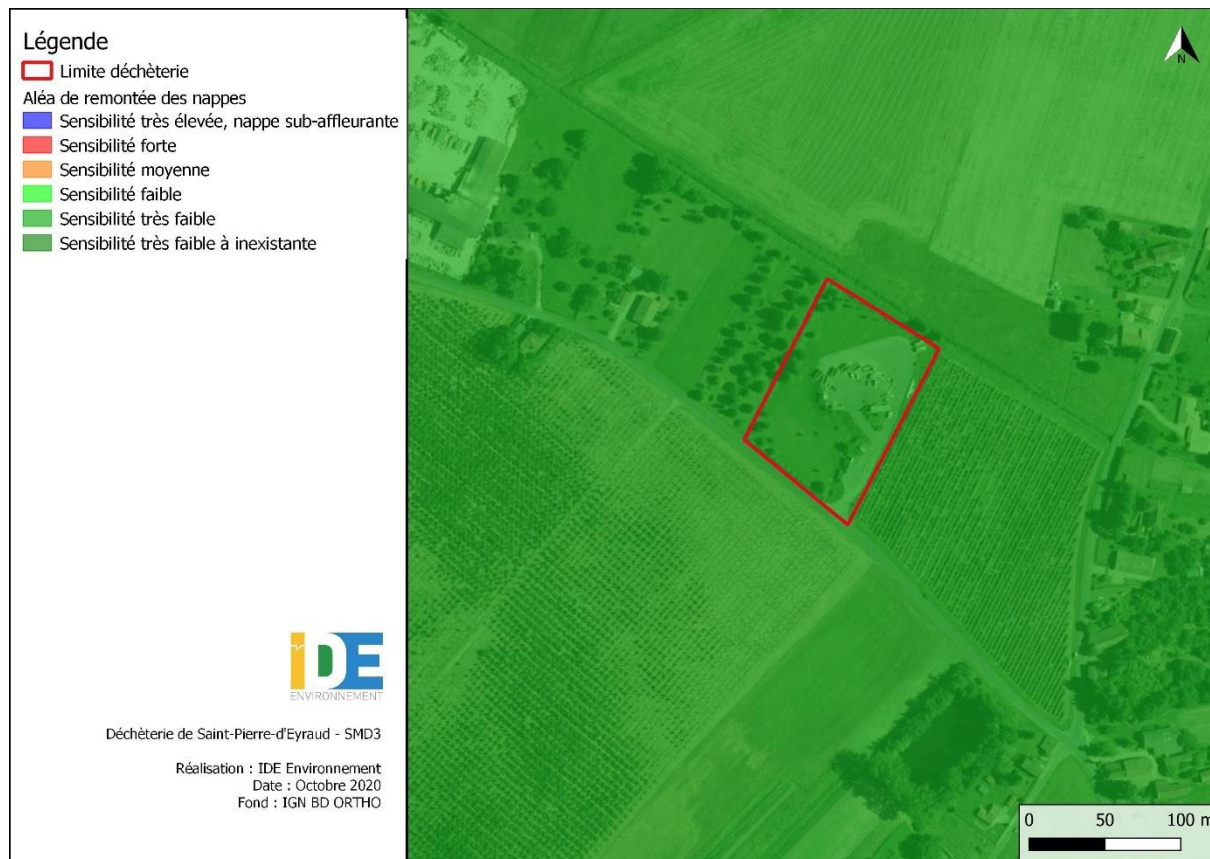 Légende
Limite déchèterie
Aléa de remontée des nappes
Sensibilité très élevée, nappe sub-affleurante
Sensibilité forte
Sensibilité moyenne
Sensibilité faible
Sensibilité très faible
Sensibilité très faible à inexistante
N
iDE
ENVIRONNEMENT
Déchèterie de Saint-Pierre-d'Eyraud - SMD3
Réalisation : IDE Environnement
Date : Octobre 2020
Fond : IGN BD ORTHO
0 50 100 m